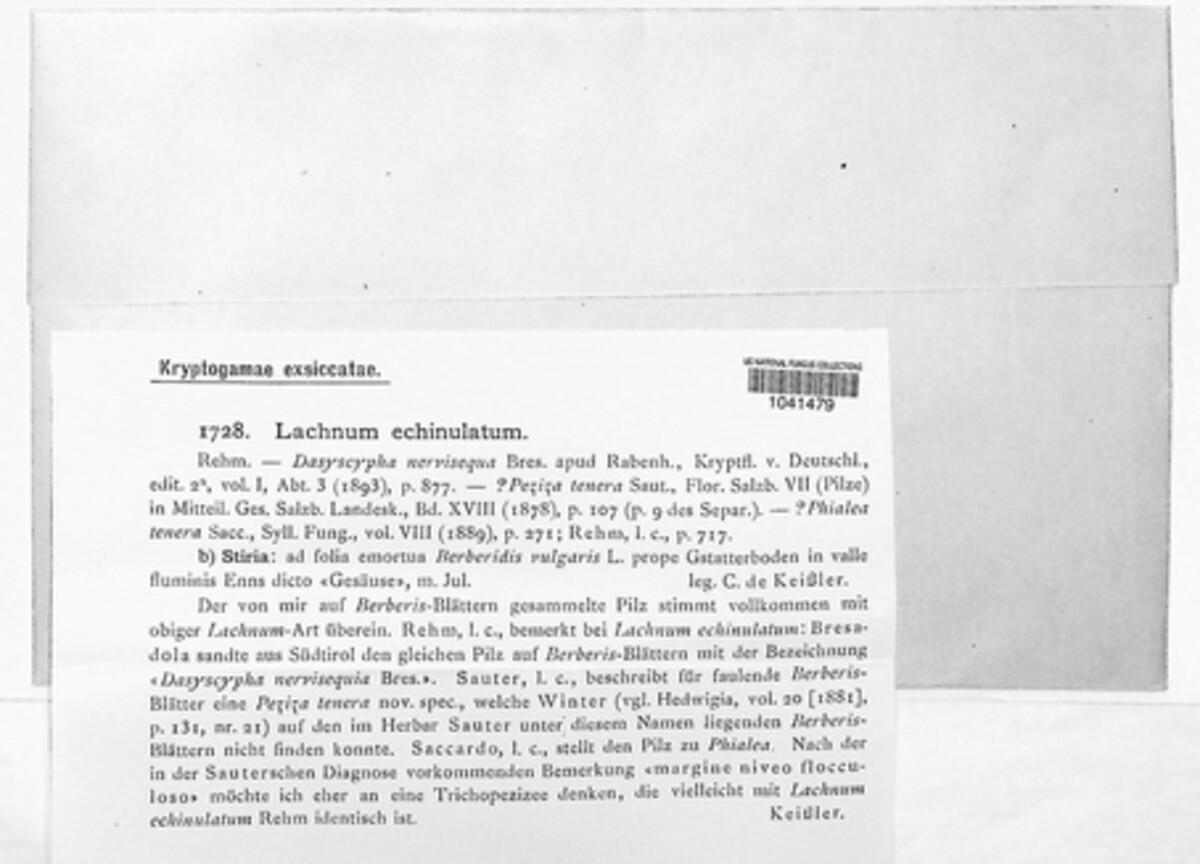 Kryptogamae exsiccatae.
US NATIONAL FUNGUS COLLECTIONS
1041479
1728. Lachnum echinulatum.
Rehm. — Dasyscypha nervisequa Bres. apud Rabenh., Kryptfl. v. Deutschl.,
edit. 2ª, vol. I, Abt. 3 (1893), p. 877. — ?Peziza tenera Saut., Flor. Salzb. VII (Pilze)
in Mitteil. Ges. Salzb. Landesk., Bd. XVIII (1878), p. 107 (p. 9 des Separ.). — ?Phialea
tenera Sacc., Syll. Fung., vol. VIII (1889), p. 271; Rehm, l. c., p. 717.
b) Stiria: ad folia emortua Berberidis vulgaris L. prope Gstatterboden in valle
fluminis Enns dicto «Gesäuse», m. Jul. leg. C. de Keißler.
Der von mir auf Berberis-Blättern gesammelte Pilz stimmt vollkommen mit
obiger Lachnum-Art überein. Rehm, l. c., bemerkt bei Lachnum echinulatum: Bresa-
dola sandte aus Südtirol den gleichen Pilz auf Berberis-Blättern mit der Bezeichnung
«Dasyscypha nervisequia Bres.». Sauter, l. c., beschreibt für faulende Berberis-
Blätter eine Peziza tenera nov. spec., welche Winter (vgl. Hedwigia, vol. 20 [1881],
p. 131, nr. 21) auf den im Herbar Sauter unter diesem Namen liegenden Berberis-
Blättern nicht finden konnte. Saccardo, l. c., stellt den Pilz zu Phialea. Nach der
in der Sauterschen Diagnose vorkommenden Bemerkung «margine niveo floccu-
loso» möchte ich eher an eine Trichopezizee denken, die vielleicht mit Lachnum
echinulatum Rehm identisch ist. Keißler.